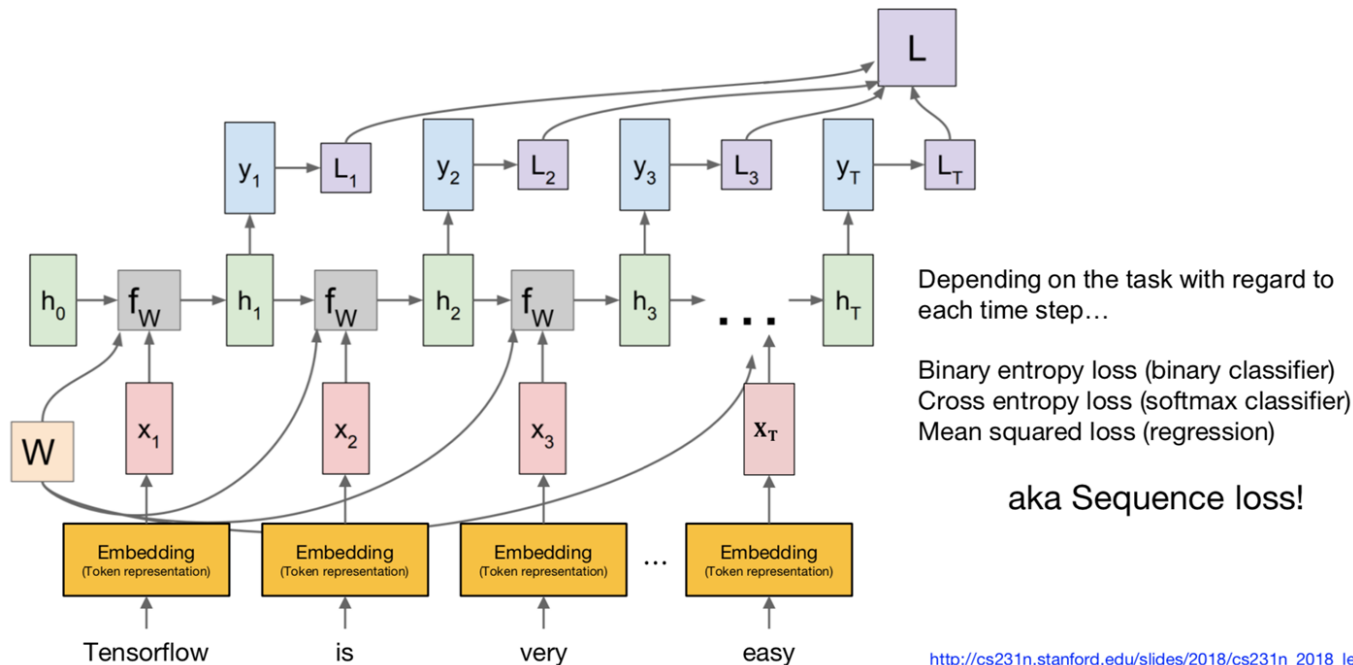 L
y1 L1 y2 L2 y3 L3 yT LT
h0 fW h1 fW h2 fW h3 ... hT
W x1 x2 x3 xT
Embedding Embedding Embedding ... Embedding
(Token representation) (Token representation) (Token representation) (Token representation)
Tensorflow is very easy
Depending on the task with regard to
each time step…
Binary entropy loss (binary classifier)
Cross entropy loss (softmax classifier)
Mean squared loss (regression)
aka Sequence loss!
http://cs231n.stanford.edu/slides/2018/cs231n_2018_le